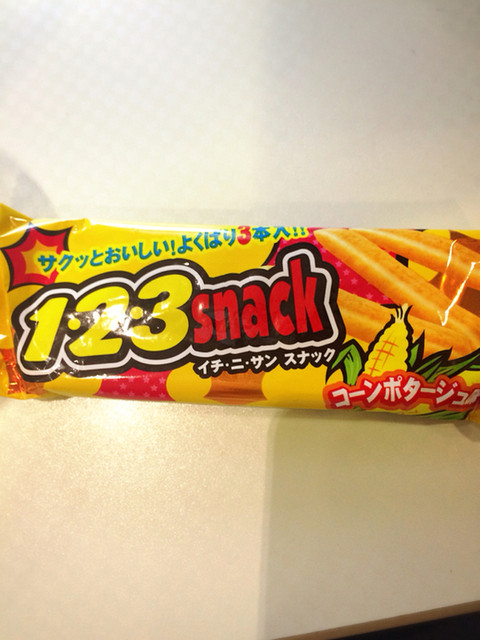 サクッとおいしい!よくばり3本入!!
1・2・3 snack
イチ・ニ・サン スナック
コーンポタージュ味